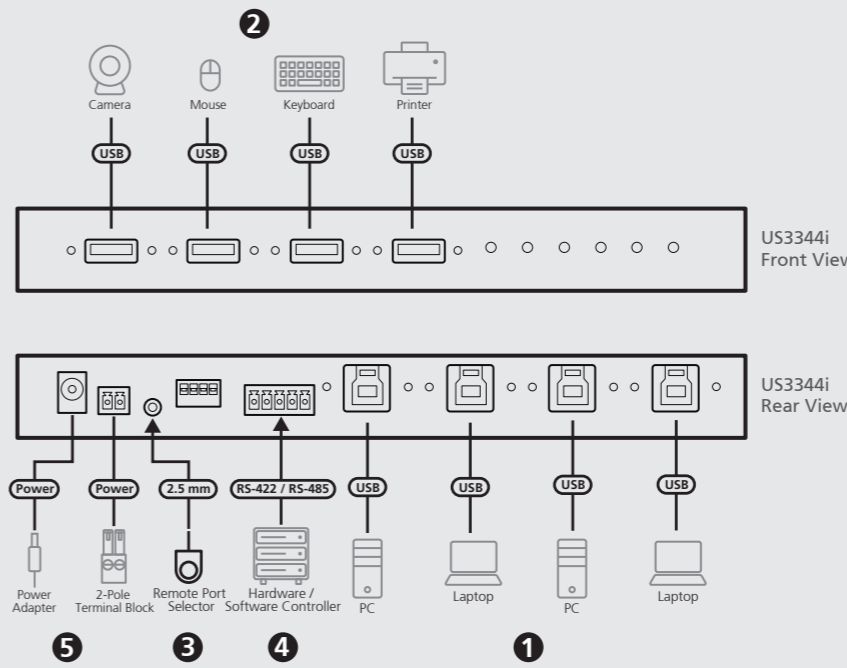 2
Camera
Mouse
Keyboard
Printer
USB
USB
USB
USB
US3344i
Front View
US3344i
Rear View
Power
Power
2.5 mm
RS-422 / RS-485
USB
USB
USB
USB
Power
Adapter
2-Pole
Terminal Block
Remote Port
Selector
Hardware /
Software Controller
PC
Laptop
PC
Laptop
5
3
4
1